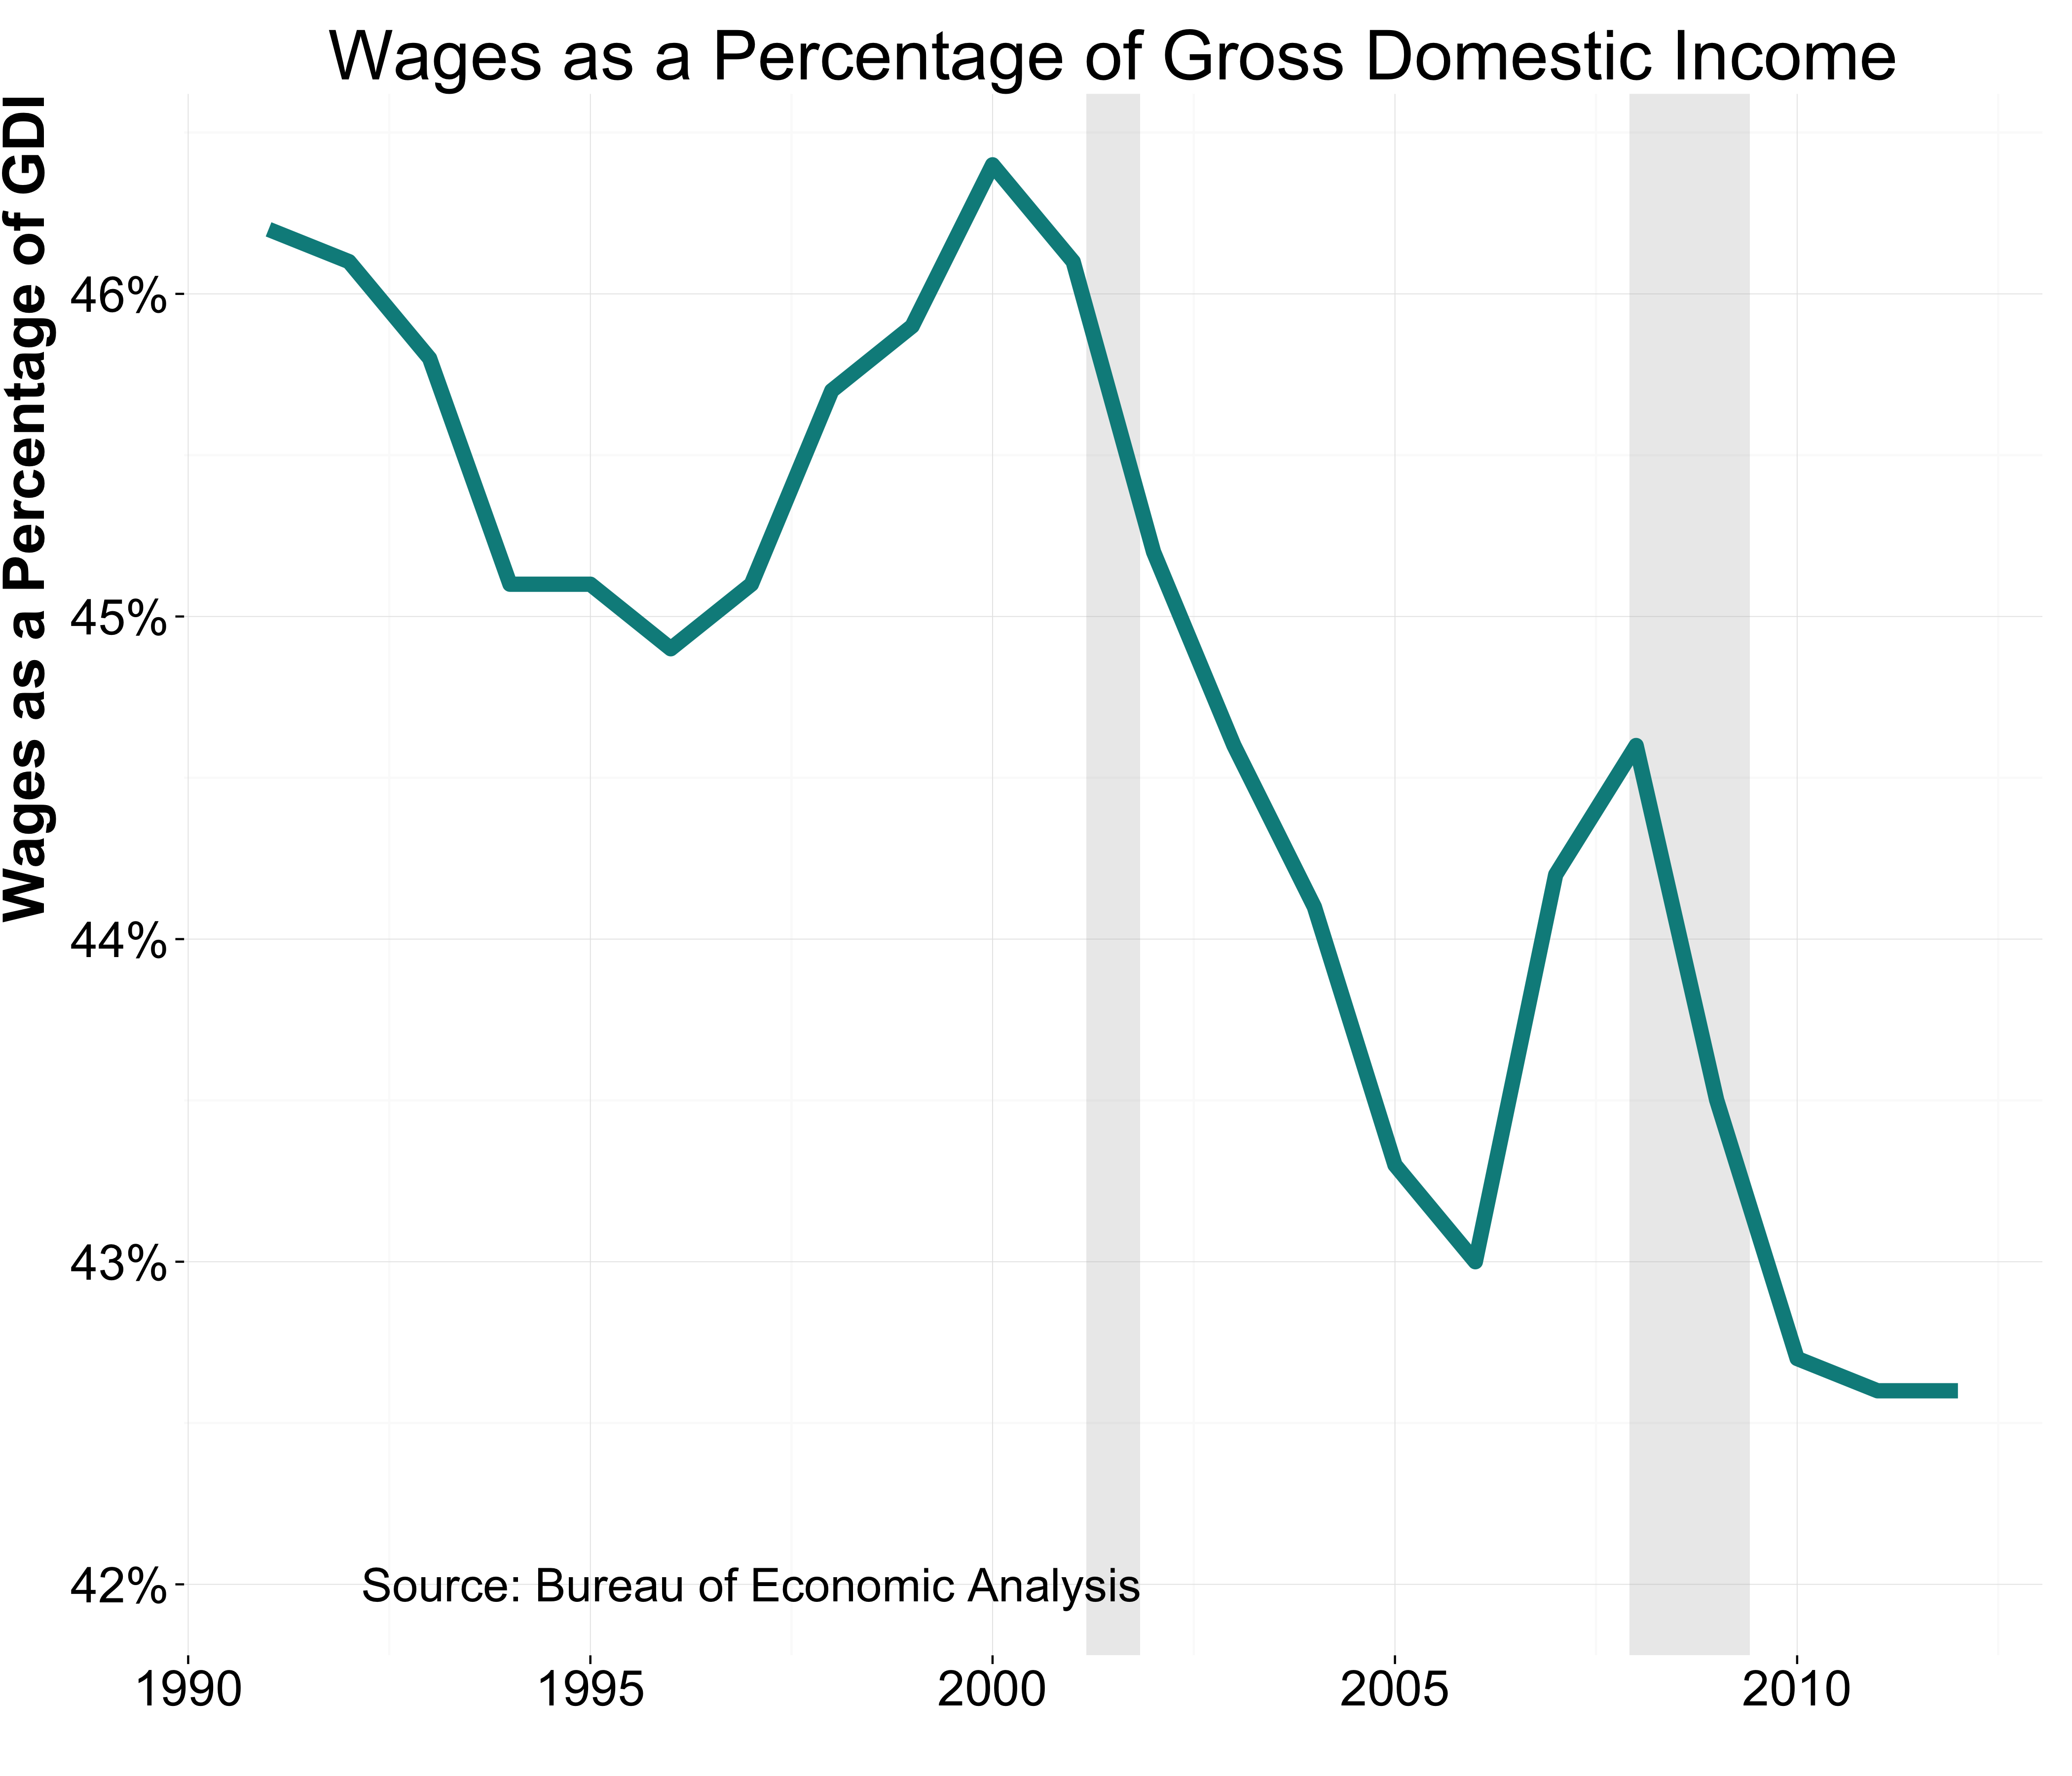 Wages as a Percentage of Gross Domestic Income
Wages as a Percentage of GDI
46%
45%
44%
43%
42%
Source: Bureau of Economic Analysis
1990 1995 2000 2005 2010